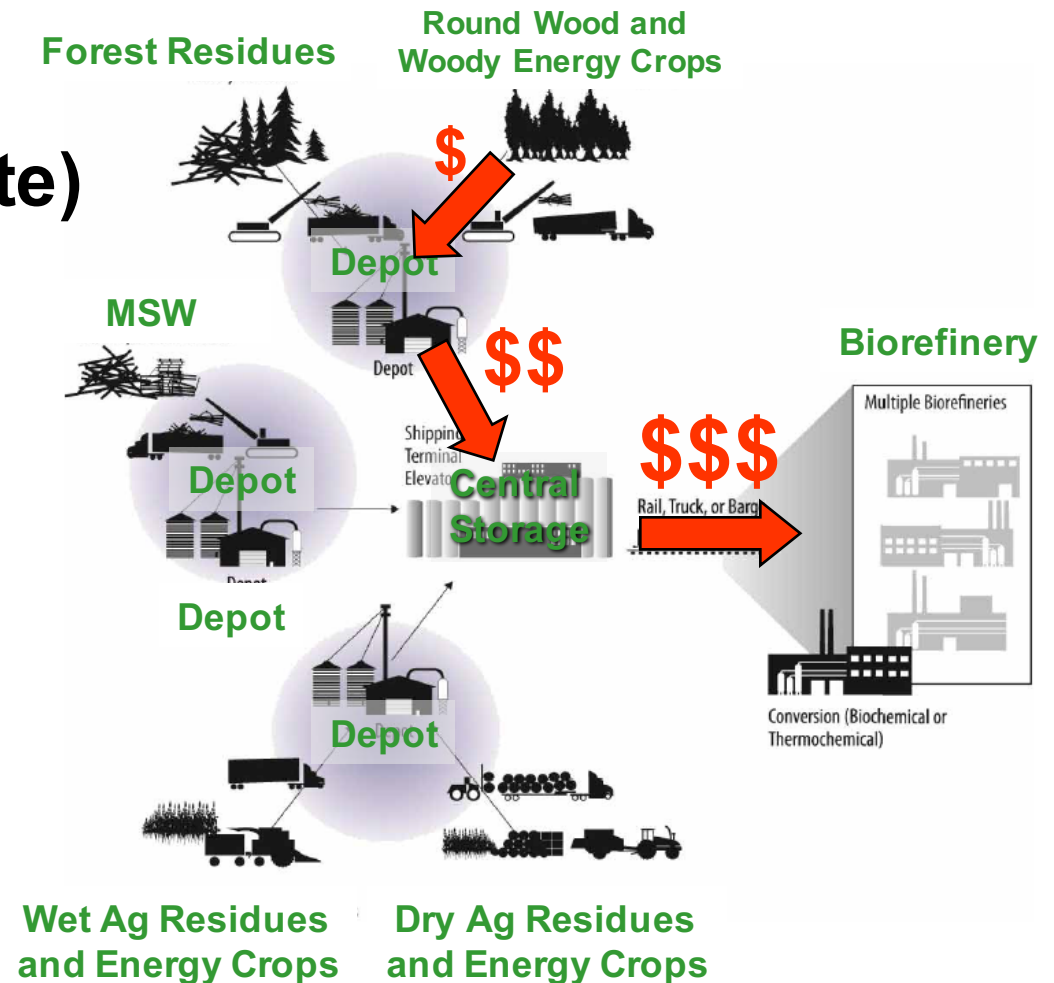 Forest Residues
Round Wood and
Woody Energy Crops
te)
$
Depot
MSW
Depot
$$
Biorefinery
Multiple Biorefineries
Shipping
Terminal
Elevato
$$$
Depot
Central
Storage
Rail, Truck, or Barg
Depot
Depot
Depot
Conversion (Biochemical or
Thermochemical)
Wet Ag Residues
and Energy Crops
Dry Ag Residues
and Energy Crops